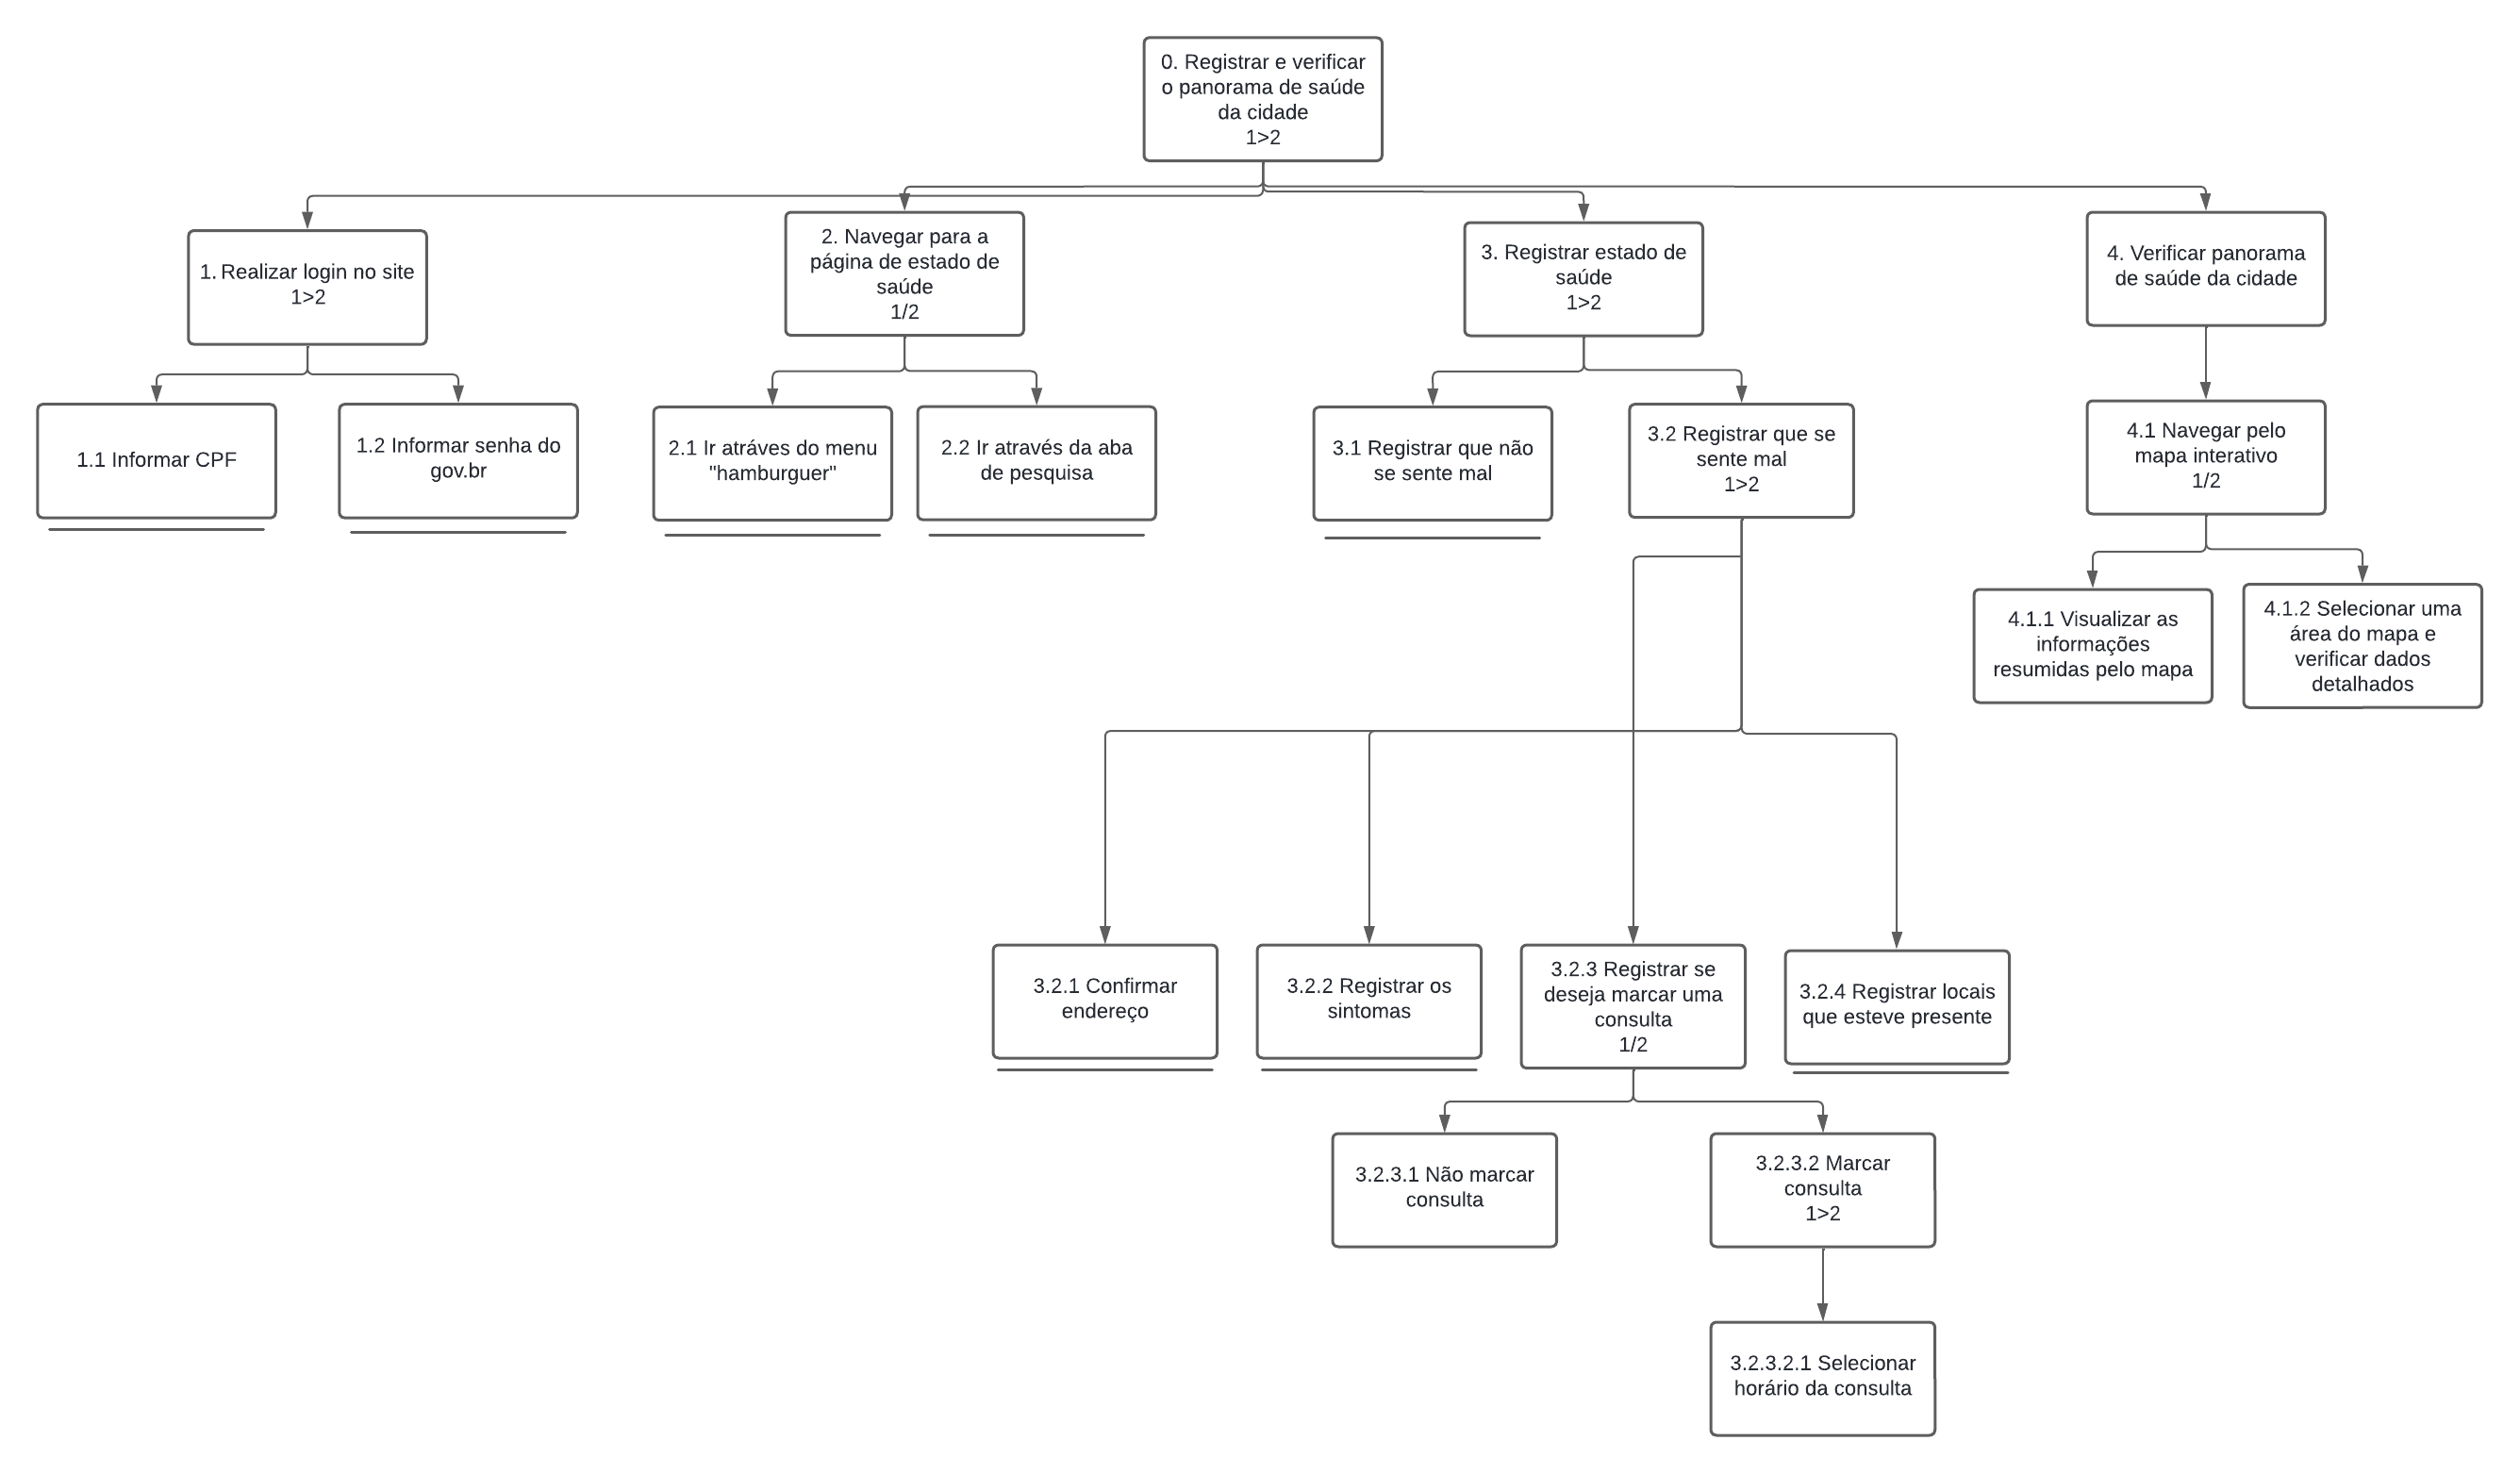 0. Registrar e verificar
o panorama de saúde
da cidade
1>2
1. Realizar login no site
1>2
2. Navegar para a
página de estado de
saúde
1/2
3. Registrar estado de
saúde
1>2
4. Verificar panorama
de saúde da cidade
1.1 Informar CPF
1.2 Informar senha do
gov.br
2.1 Ir atráves do menu
"hamburguer"
2.2 Ir através da aba
de pesquisa
3.1 Registrar que não
se sente mal
3.2 Registrar que se
sente mal
1>2
4.1 Navegar pelo
mapa interativo
1/2
4.1.1 Visualizar as
informações
resumidas pelo mapa
4.1.2 Selecionar uma
área do mapa e
verificar dados
detalhados
3.2.1 Confirmar
endereço
3.2.2 Registrar os
sintomas
3.2.3 Registrar se
deseja marcar uma
consulta
1/2
3.2.4 Registrar locais
que esteve presente
3.2.3.1 Não marcar
consulta
3.2.3.2 Marcar
consulta
1>2
3.2.3.2.1 Selecionar
horário da consulta